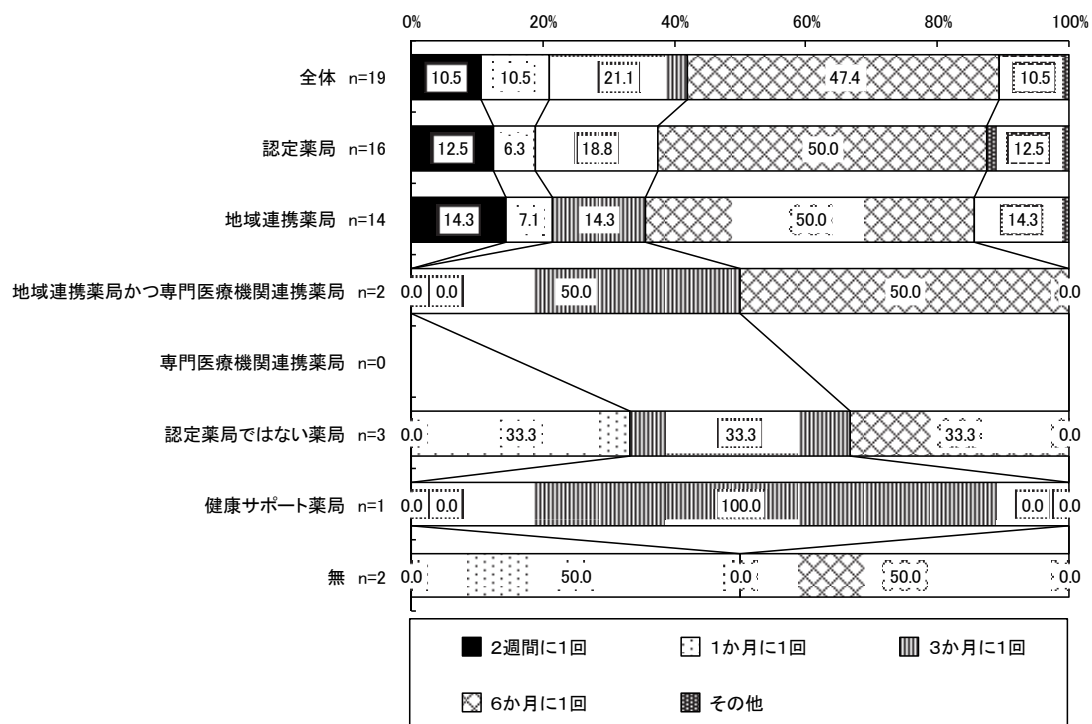 0% 20% 40% 60% 80% 100%
全体 n=19 10.5 10.5 21.1 47.4 10.5
認定薬局 n=16 12.5 6.3 18.8 50.0 12.5
地域連携薬局 n=14 14.3 7.1 14.3 50.0 14.3
地域連携薬局かつ専門医療機関連携薬局 n=2 0.0 0.0 50.0 50.0 0.0
専門医療機関連携薬局 n=0
認定薬局ではない薬局 n=3 0.0 33.3 33.3 33.3 0.0
健康サポート薬局 n=1 0.0 0.0 100.0 0.0 0.0
無 n=2 0.0 50.0 0.0 50.0 0.0
２週間に１回 １か月に１回 ３か月に１回
６か月に１回 その他